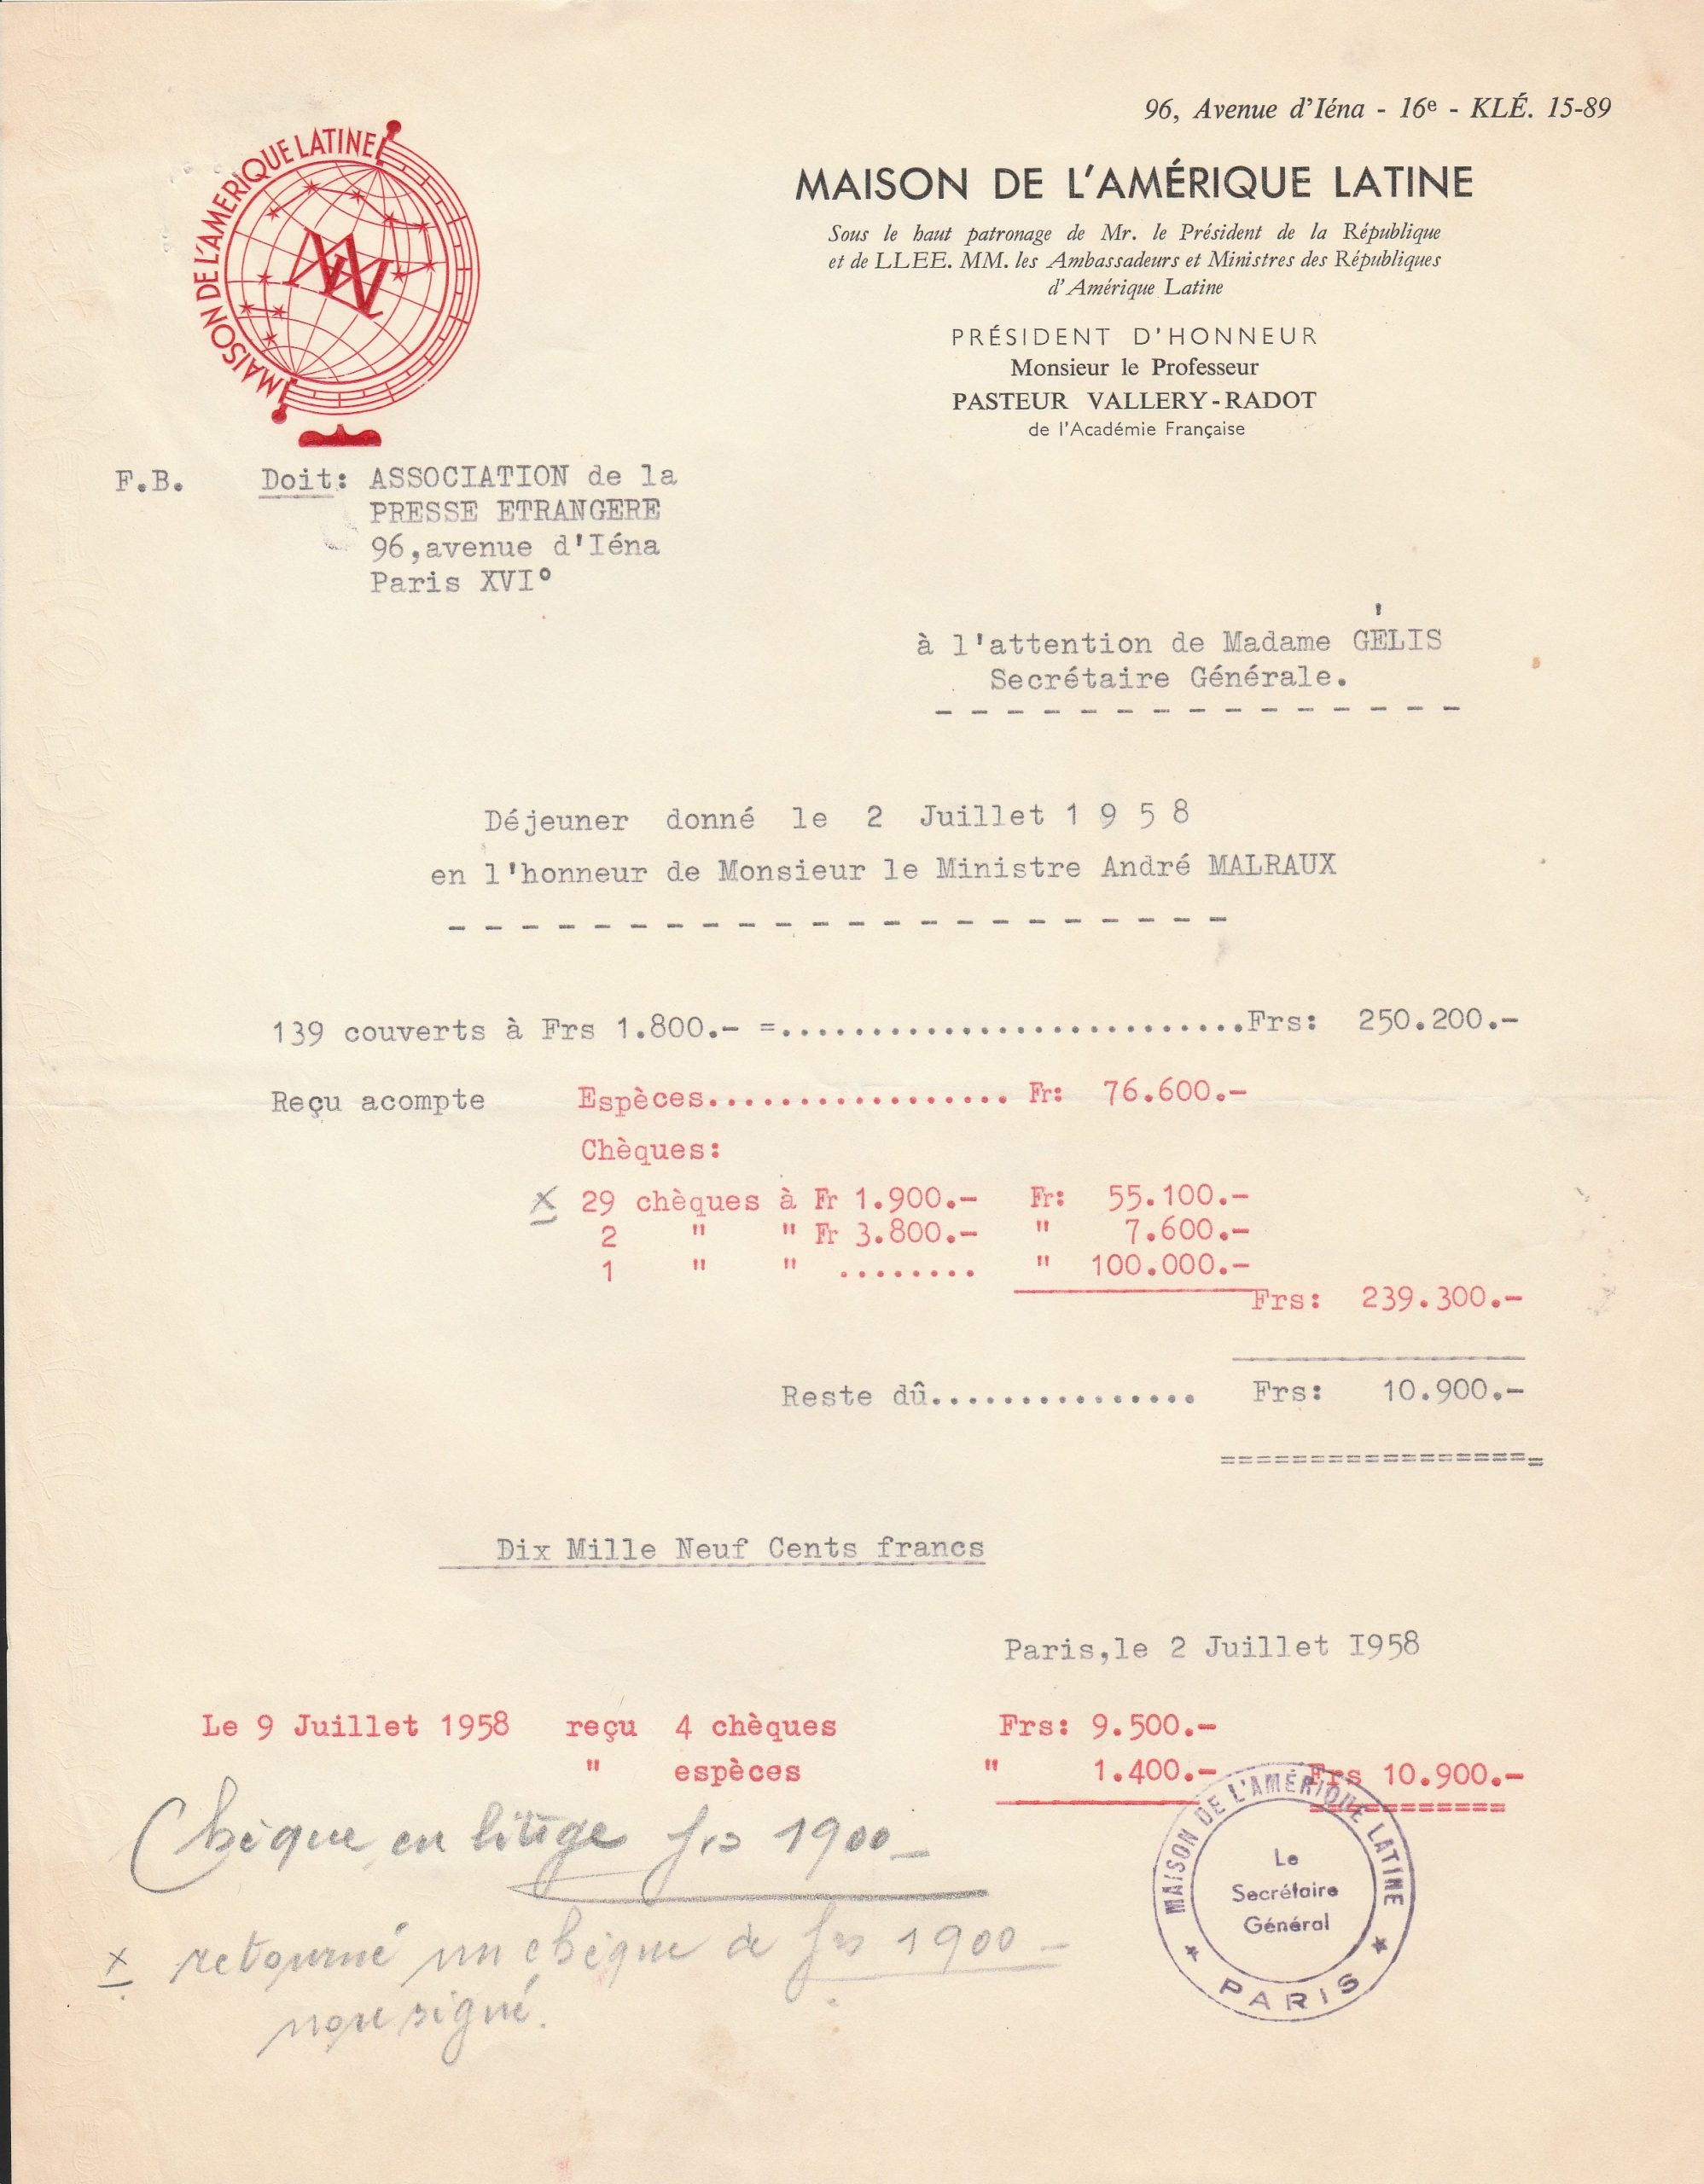 96, Avenue d'Iéna - 16e - KLÉ. 15-89
MAISON DE L'AMERIQUE LATINE
MAISON DE L'AMÉRIQUE LATINE
Sous le haut patronage de Mr. le Président de la République
et de LLEE. MM. les Ambassadeurs et Ministres des Républiques
d'Amérique Latine
PRÉSIDENT D'HONNEUR
Monsieur le Professeur
PASTEUR VALLERY-RADOT
de l'Académie Française
F.B. Doit: ASSOCIATION de la
PRESSE ETRANGERE
96,avenue d'Iéna
Paris XVI°
à l'attention de Madame GÉLIS
Secrétaire Générale.
- - - - - - - - - - - - - - -
Déjeuner donné le 2 Juillet 1 9 5 8
en l'honneur de Monsieur le Ministre André MALRAUX
- - - - - - - - - - - - - - - - - - - - - -
139 couverts à Frs 1.800.- =..........................Frs: 250.200.-
Reçu acompte Espèces................. Fr: 76.600.-
Chèques:
x 29 chèques à Fr 1.900.- Fr: 55.100.-
2 " " Fr 3.800.- " 7.600.-
1 " " ........ " 100.000.-
Frs: 239.300.-
Reste dû............... Frs: 10.900.-
==================
Dix Mille Neuf Cents francs
Paris,le 2 Juillet I958
Le 9 Juillet 1958 reçu 4 chèques Frs: 9.500.-
" espèces " 1.400.- Frs 10.900.-
===========
Chèque en litige frs 1900_
x retourné un chèque de frs 1900 -
non signé.
MAISON DE L'AMÉRIQUE LATINE
Le
Secrétaire
Général
★ PARIS ★